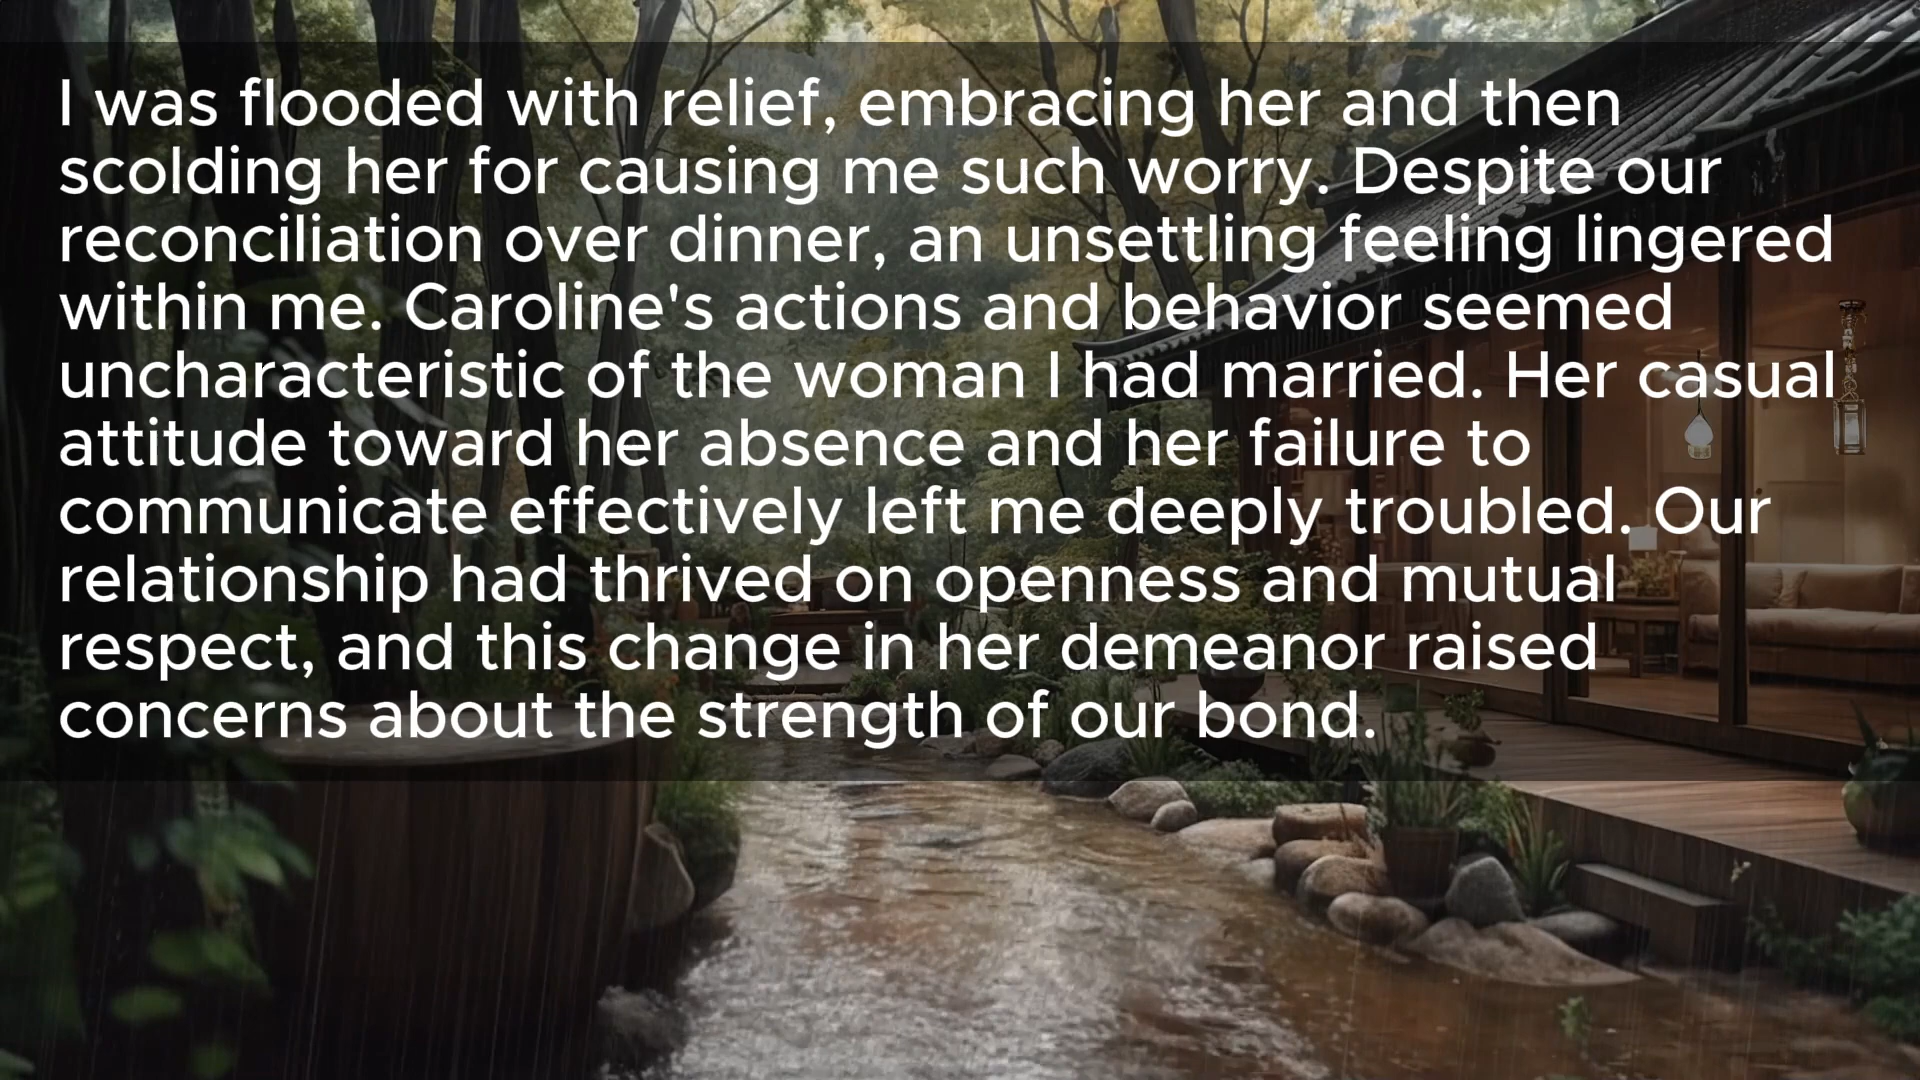 I was flooded with relief, embracing her and then
scolding her for causing me such worry. Despite our
reconciliation over dinner, an unsettling feeling lingered
within me. Caroline's actions and behavior seemed
uncharacteristic of the woman I had married. Her casual
attitude toward her absence and her failure to
communicate effectively left me deeply troubled. Our
relationship had thrived on openness and mutual
respect, and this change in her demeanor raised
concerns about the strength of our bond.